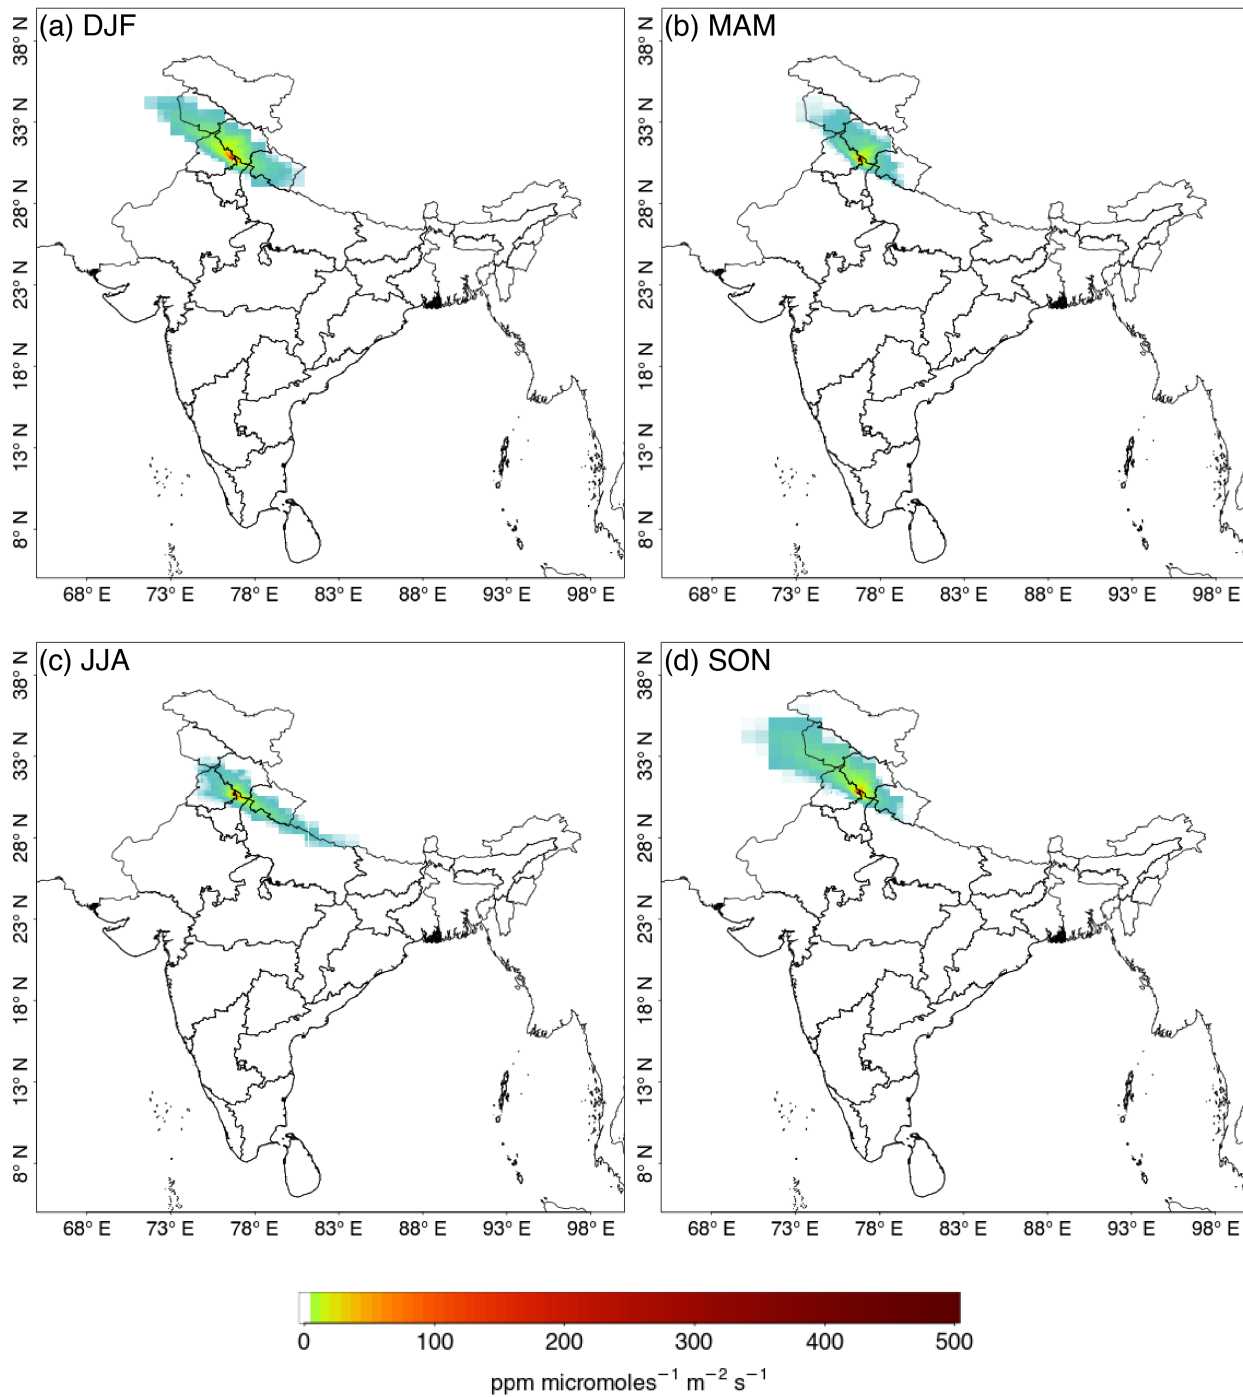 (a) DJF
38° N
33° N
28° N
23° N
18° N
13° N
8° N
68° E 73° E 78° E 83° E 88° E 93° E 98° E
(b) MAM
38° N
33° N
28° N
23° N
18° N
13° N
8° N
68° E 73° E 78° E 83° E 88° E 93° E 98° E
(c) JJA
38° N
33° N
28° N
23° N
18° N
13° N
8° N
68° E 73° E 78° E 83° E 88° E 93° E 98° E
(d) SON
38° N
33° N
28° N
23° N
18° N
13° N
8° N
68° E 73° E 78° E 83° E 88° E 93° E 98° E
0 100 200 300 400 500
ppm micromoles⁻¹ m⁻² s⁻¹